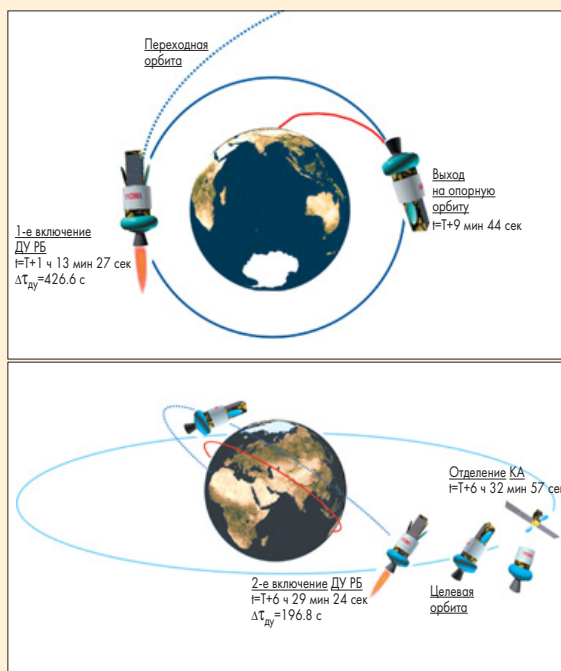 Переходная
орбита
Выход
на опорную
орбиту
t=T+9 мин 44 сек
1-е включение
ДУ РБ
t=T+1 ч 13 мин 27 сек
Δτду=426.6 с
Отделение КА
t=T+6 ч 32 мин 57 сек
2-е включение ДУ РБ
t=T+6 ч 29 мин 24 сек
Δτду=196.8 с
Целевая
орбита